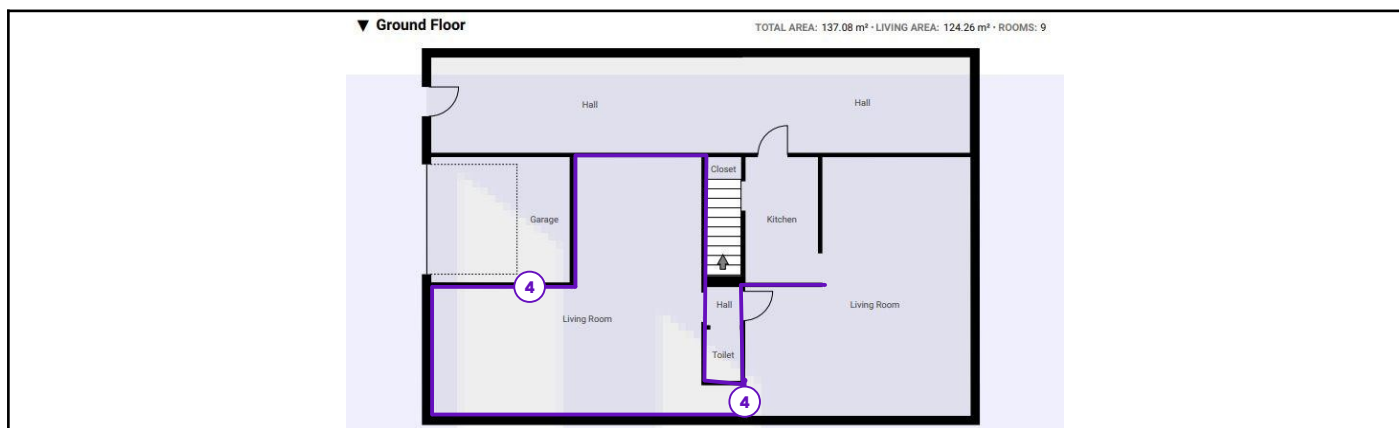 ▼ Ground Floor
TOTAL AREA: 137.08 m² · LIVING AREA: 124.26 m² · ROOMS: 9
Hall
Hall
Closet
Garage
Kitchen
4
Living Room
Hall
Living Room
Toilet
4